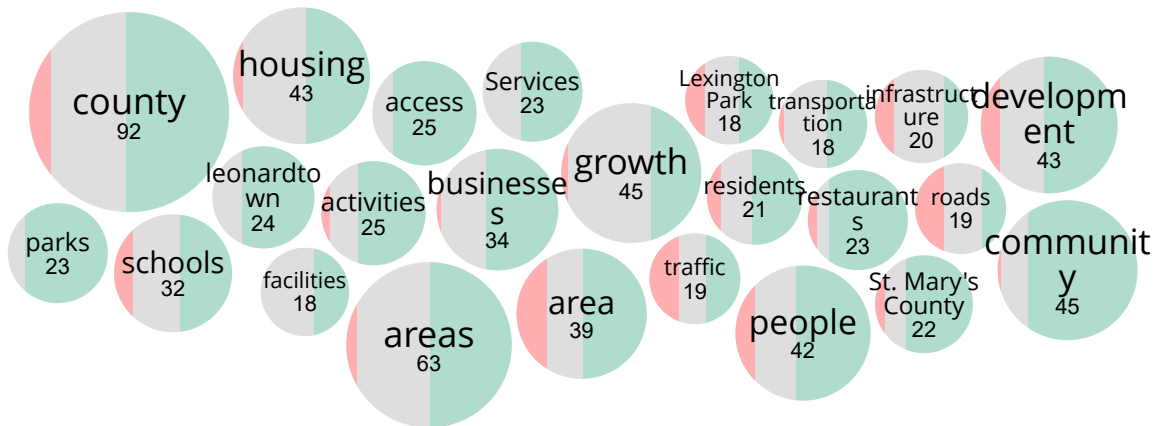 county
92
housing
43
access
25
Services
23
Lexington
Park
18
transporta
tion
18
infrastruct
ure
20
developm
ent
43
leonardto
wn
24
activities
25
businesse
s
34
growth
45
residents
21
restaurant
s
23
roads
19
communit
y
45
parks
23
schools
32
facilities
18
areas
63
area
39
traffic
19
people
42
St. Mary's
County
22